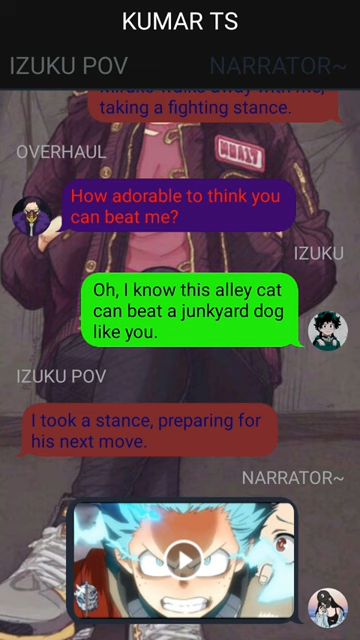 KUMAR TS
IZUKU POV
NARRATOR~
taking a fighting stance.
OVERHAUL
How adorable to think you
can beat me?
IZUKU
Oh, I know this alley cat
can beat a junkyard dog
like you.
IZUKU POV
I took a stance, preparing for
his next move.
NARRATOR~